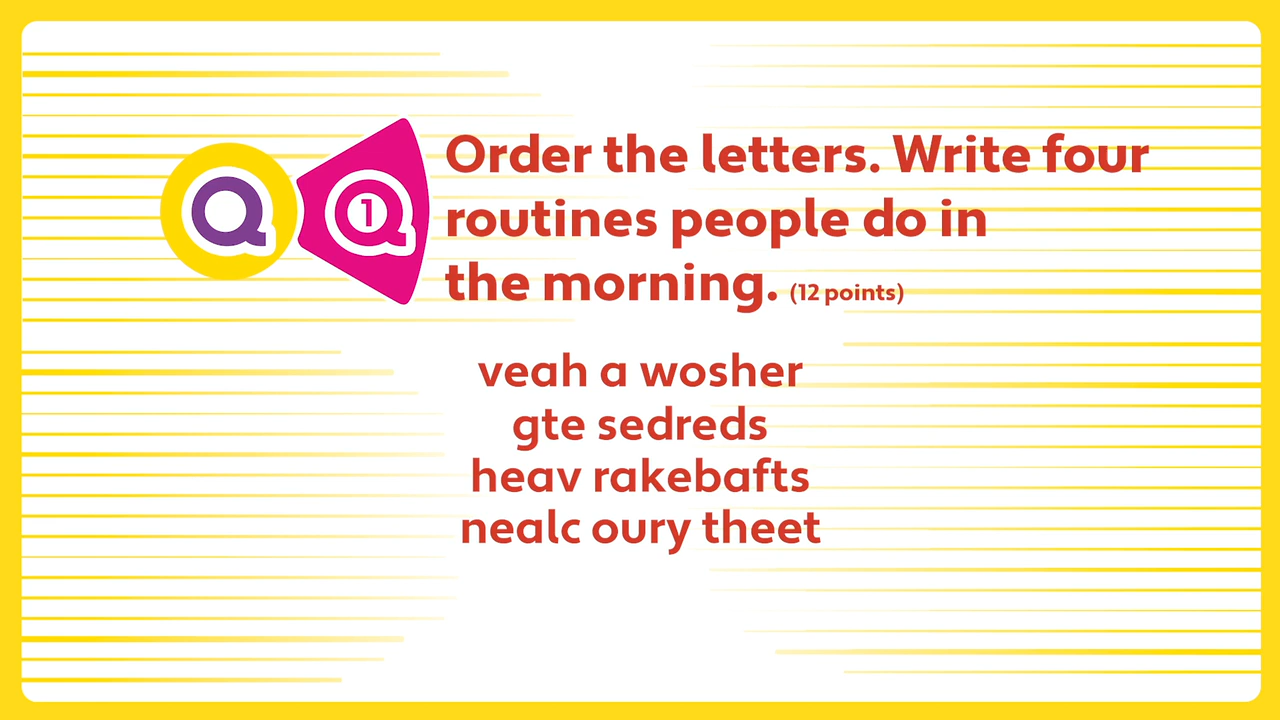 Q
Q
1
Order the letters. Write four
routines people do in
the morning. (12 points)
veah a wosher
gte sedreds
heav rakebafts
nealc oury theet